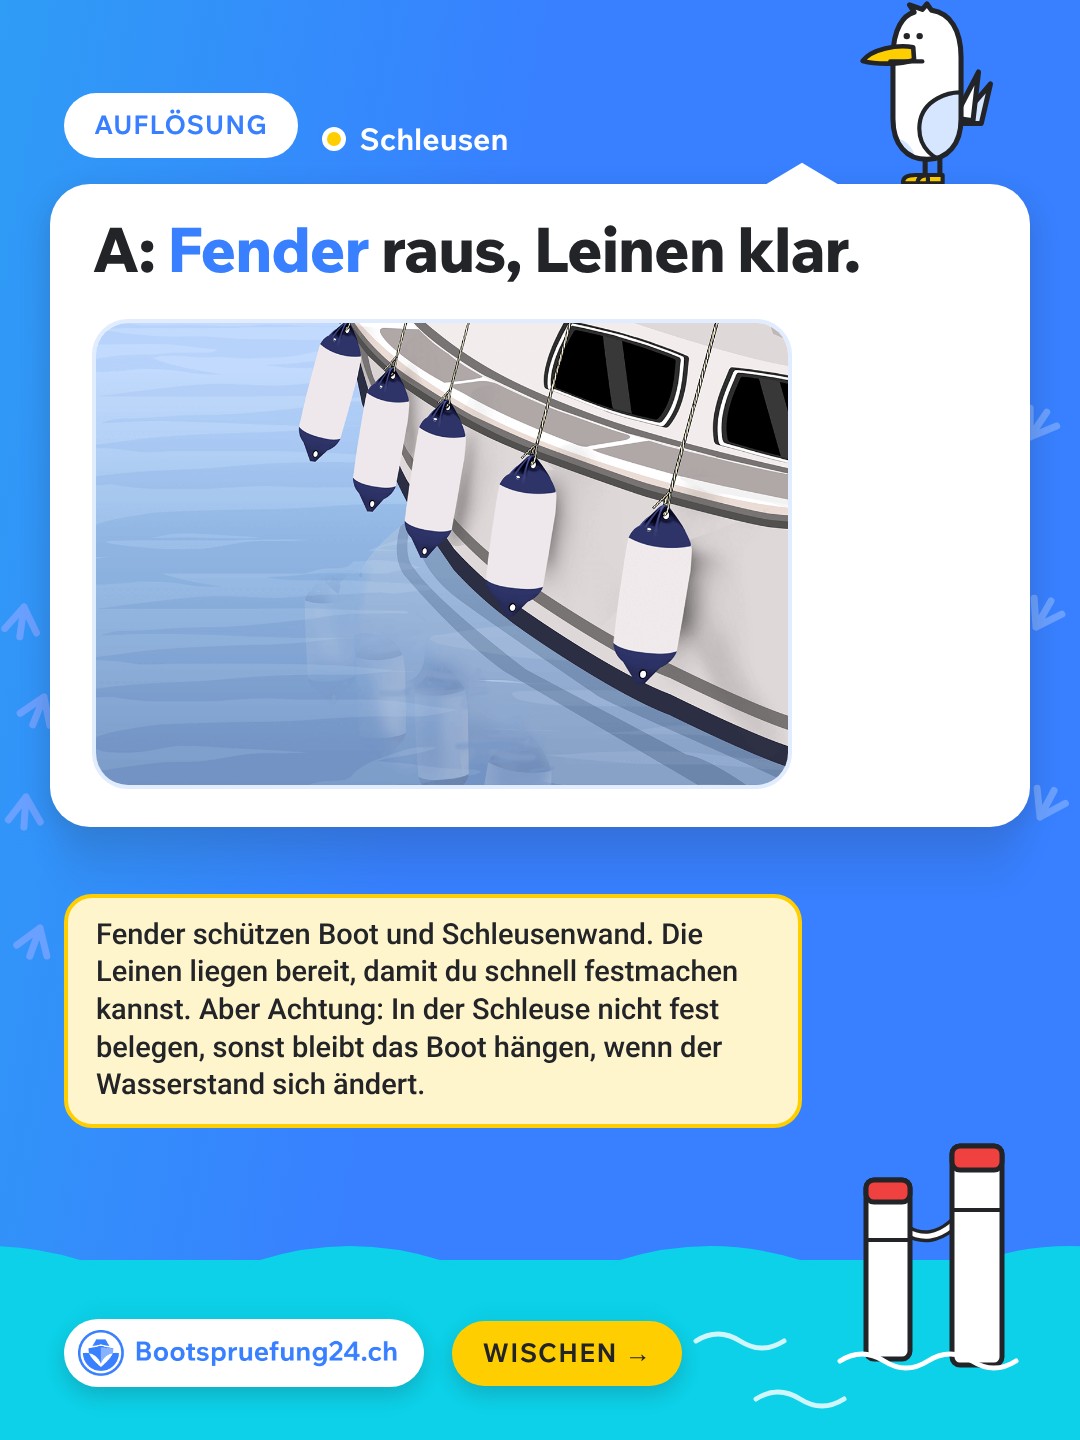 AUFLÖSUNG
Schleusen
A: Fender raus, Leinen klar.
Fender schützen Boot und Schleusenwand. Die
Leinen liegen bereit, damit du schnell festmachen
kannst. Aber Achtung: In der Schleuse nicht fest
belegen, sonst bleibt das Boot hängen, wenn der
Wasserstand sich ändert.
Bootspruefung24.ch
WISCHEN →